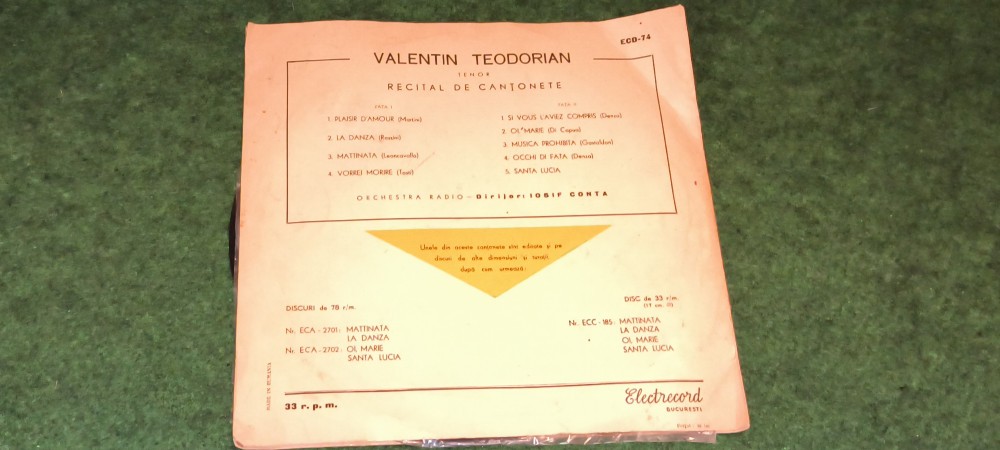 ECD-74
VALENTIN TEODORIAN
TENOR
RECITAL DE CANȚONETE
FAȚA I
1. PLAISIR D'AMOUR (Martini)
2. LA DANZA (Rossini)
3. MATTINATA (Leoncavallo)
4. VORREI MORIRE (Tosti)
FAȚA II
1. SI VOUS L'AVIEZ COMPRIS (Denza)
2. OI, MARIE (Di Capua)
3. MUSICA PROHIBITA (Gastaldon)
4. OCCHI DI FATA (Denza)
5. SANTA LUCIA
ORCHESTRA RADIO – Dirijor: IOSIF CONTA
Unele din aceste canțonete sînt editate și pe
discuri de alte dimensiuni și turații,
după cum urmează:
DISCURI de 78 r/m.
Nr. ECA - 2701: MATTINATA
LA DANZA
Nr. ECA - 2702: OI, MARIE
SANTA LUCIA
DISC de 33 r/m.
(17 cm. ∅)
Nr. ECC - 185: MATTINATA
LA DANZA
OI, MARIE
SANTA LUCIA
33 r. p. m.
Electrecord
BUCUREȘTI